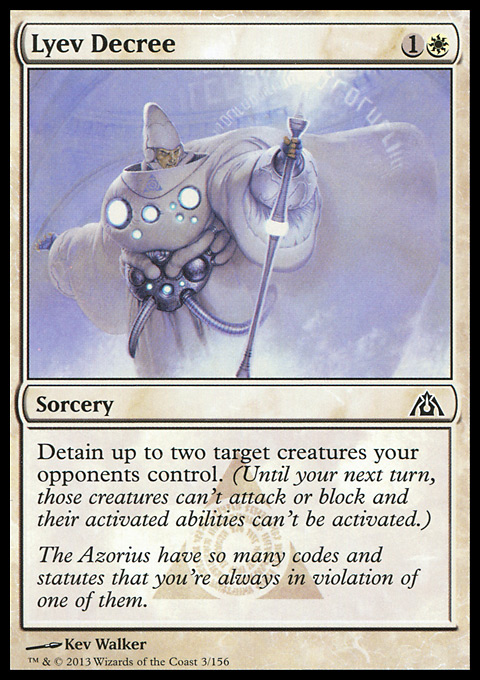 Lyev Decree 1
Sorcery
Detain up to two target creatures your
opponents control. (Until your next turn,
those creatures can't attack or block and
their activated abilities can't be activated.)
The Azorius have so many codes and
statutes that you're always in violation of
one of them.
Kev Walker
™ & © 2013 Wizards of the Coast 3/156